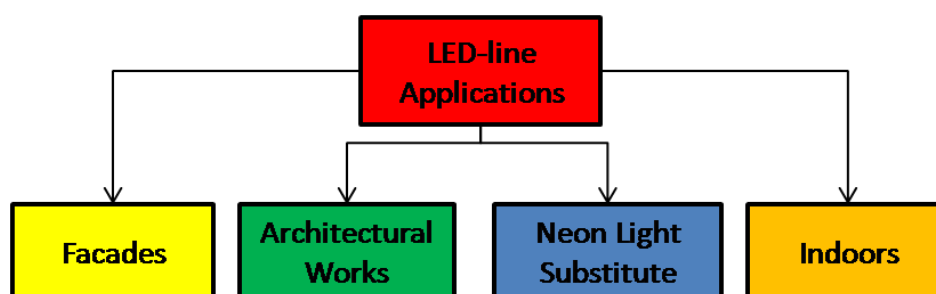 LED-line
Applications
Facades
Architectural
Works
Neon Light
Substitute
Indoors